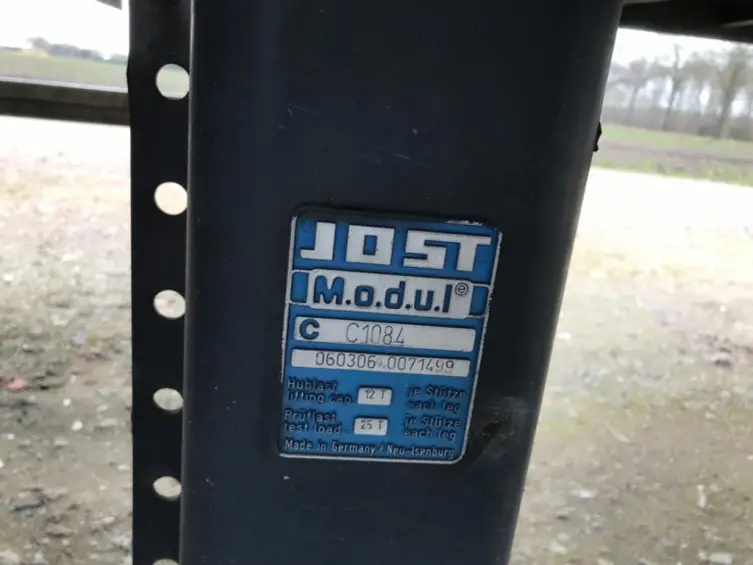 JOST
M.o.d.u.l®
C C1084
060306.0071499
Hublast 12 T je Stütze
lifting cap each leg
Prüflast 25 T je Stütze
test load each leg
Made in Germany / Neu-Isenburg